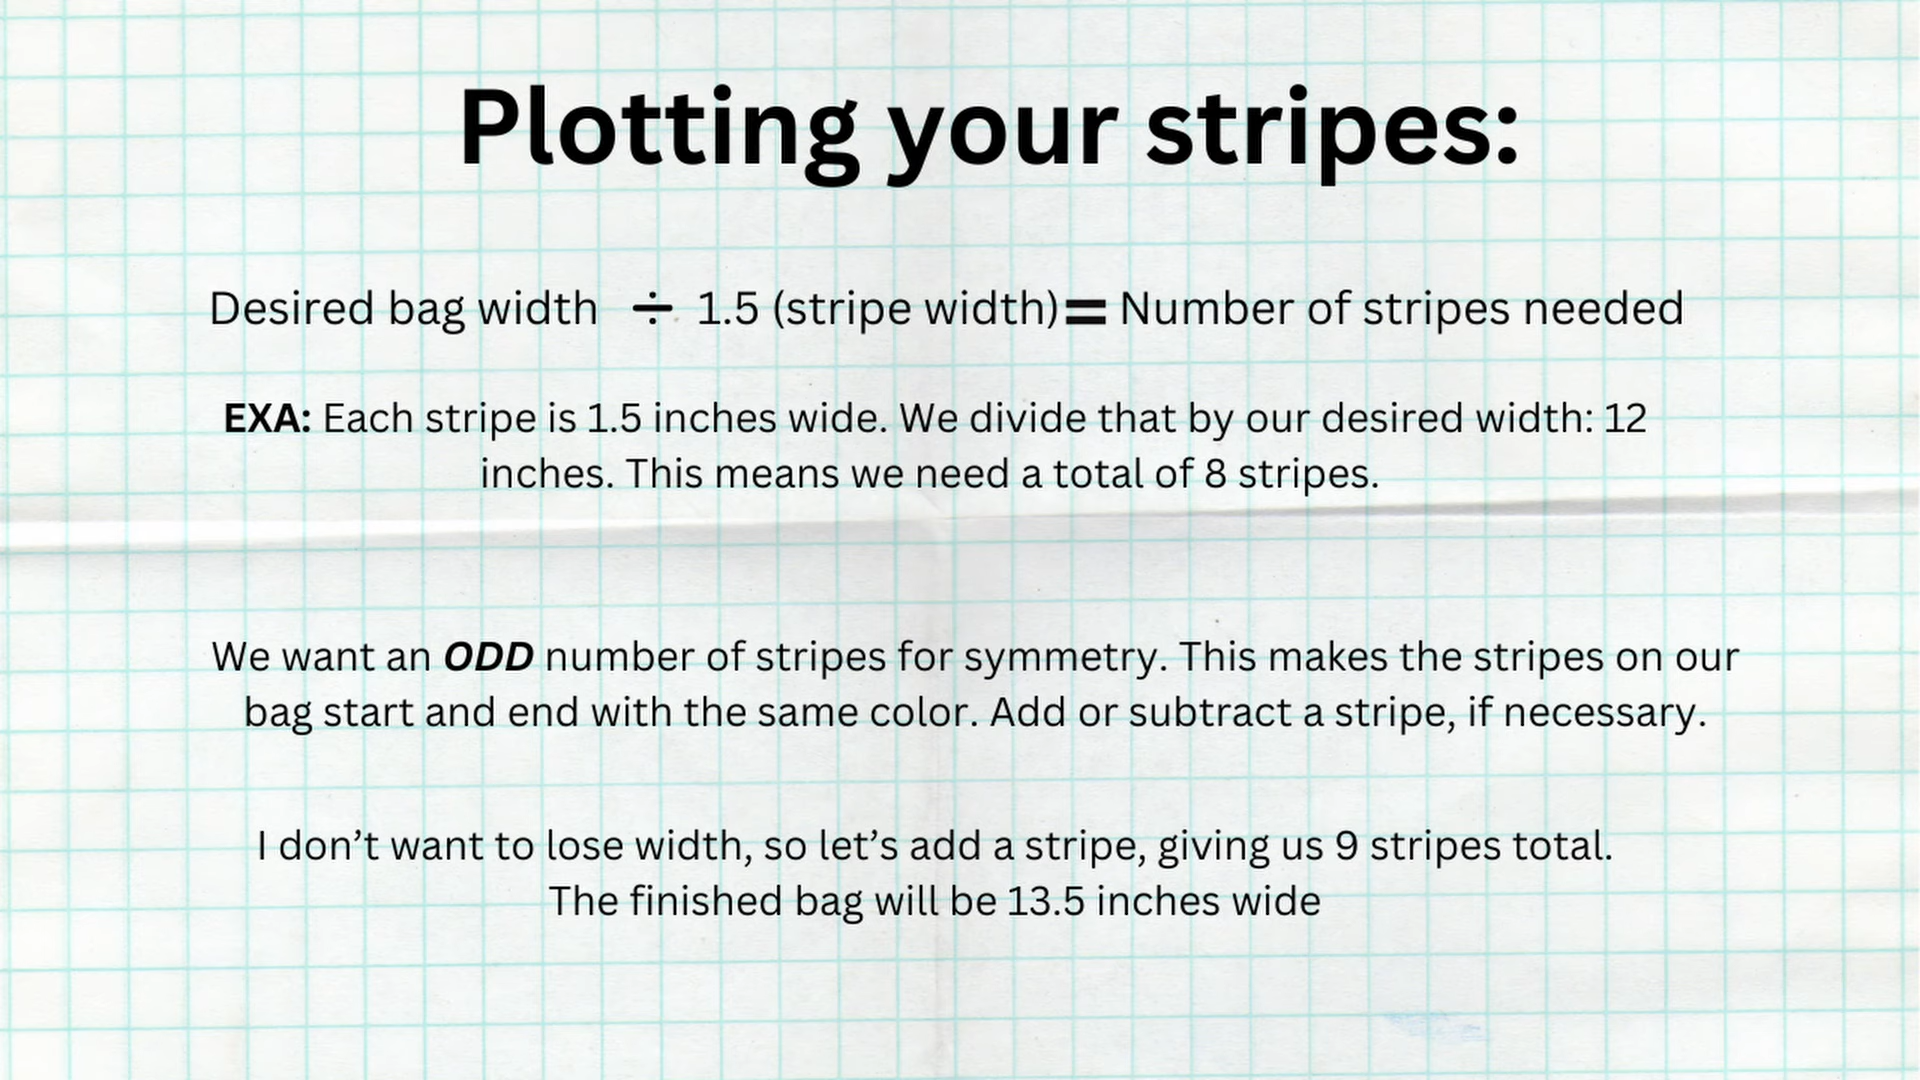 Plotting your stripes:
Desired bag width ÷ 1.5 (stripe width) = Number of stripes needed
EXA: Each stripe is 1.5 inches wide. We divide that by our desired width: 12
inches. This means we need a total of 8 stripes.
We want an ODD number of stripes for symmetry. This makes the stripes on our
bag start and end with the same color. Add or subtract a stripe, if necessary.
I don’t want to lose width, so let’s add a stripe, giving us 9 stripes total.
The finished bag will be 13.5 inches wide